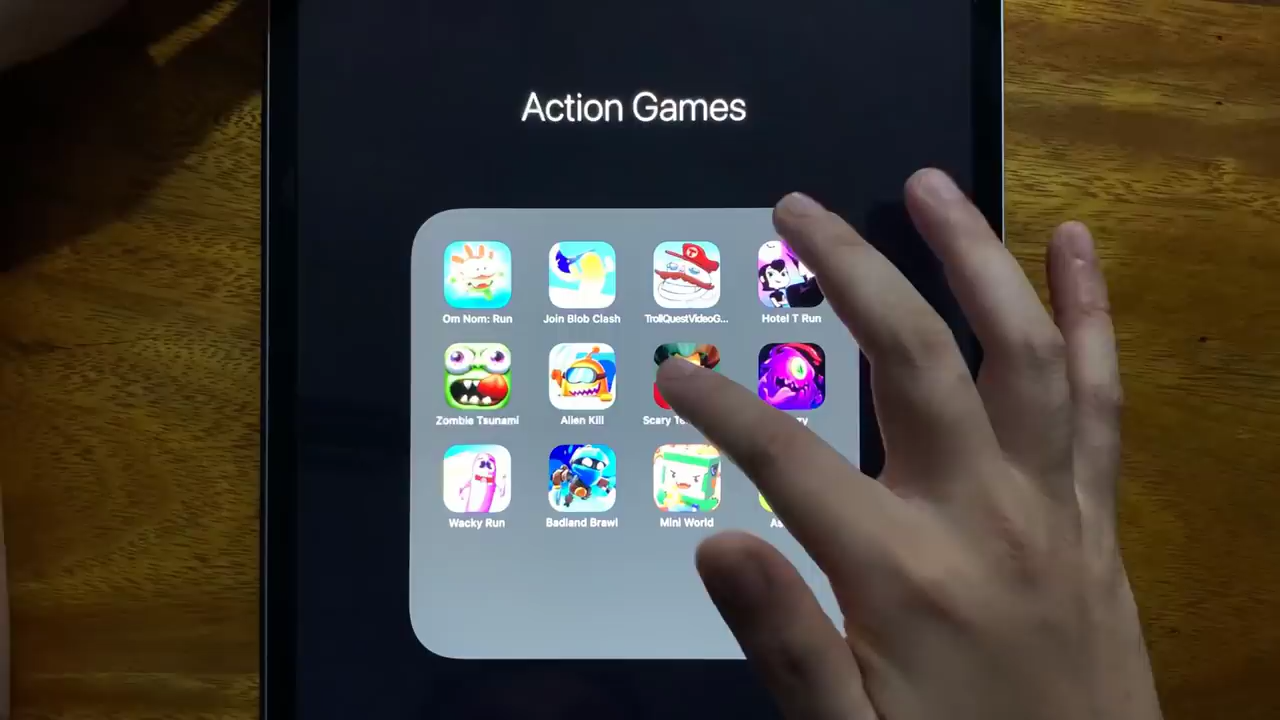 Action Games
Om Nom: Run
Join Blob Clash
TrollQuestVideoG...
Hotel T Run
Zombie Tsunami
Alien Kill
Scary
Wacky Run
Badland Brawl
Mini World